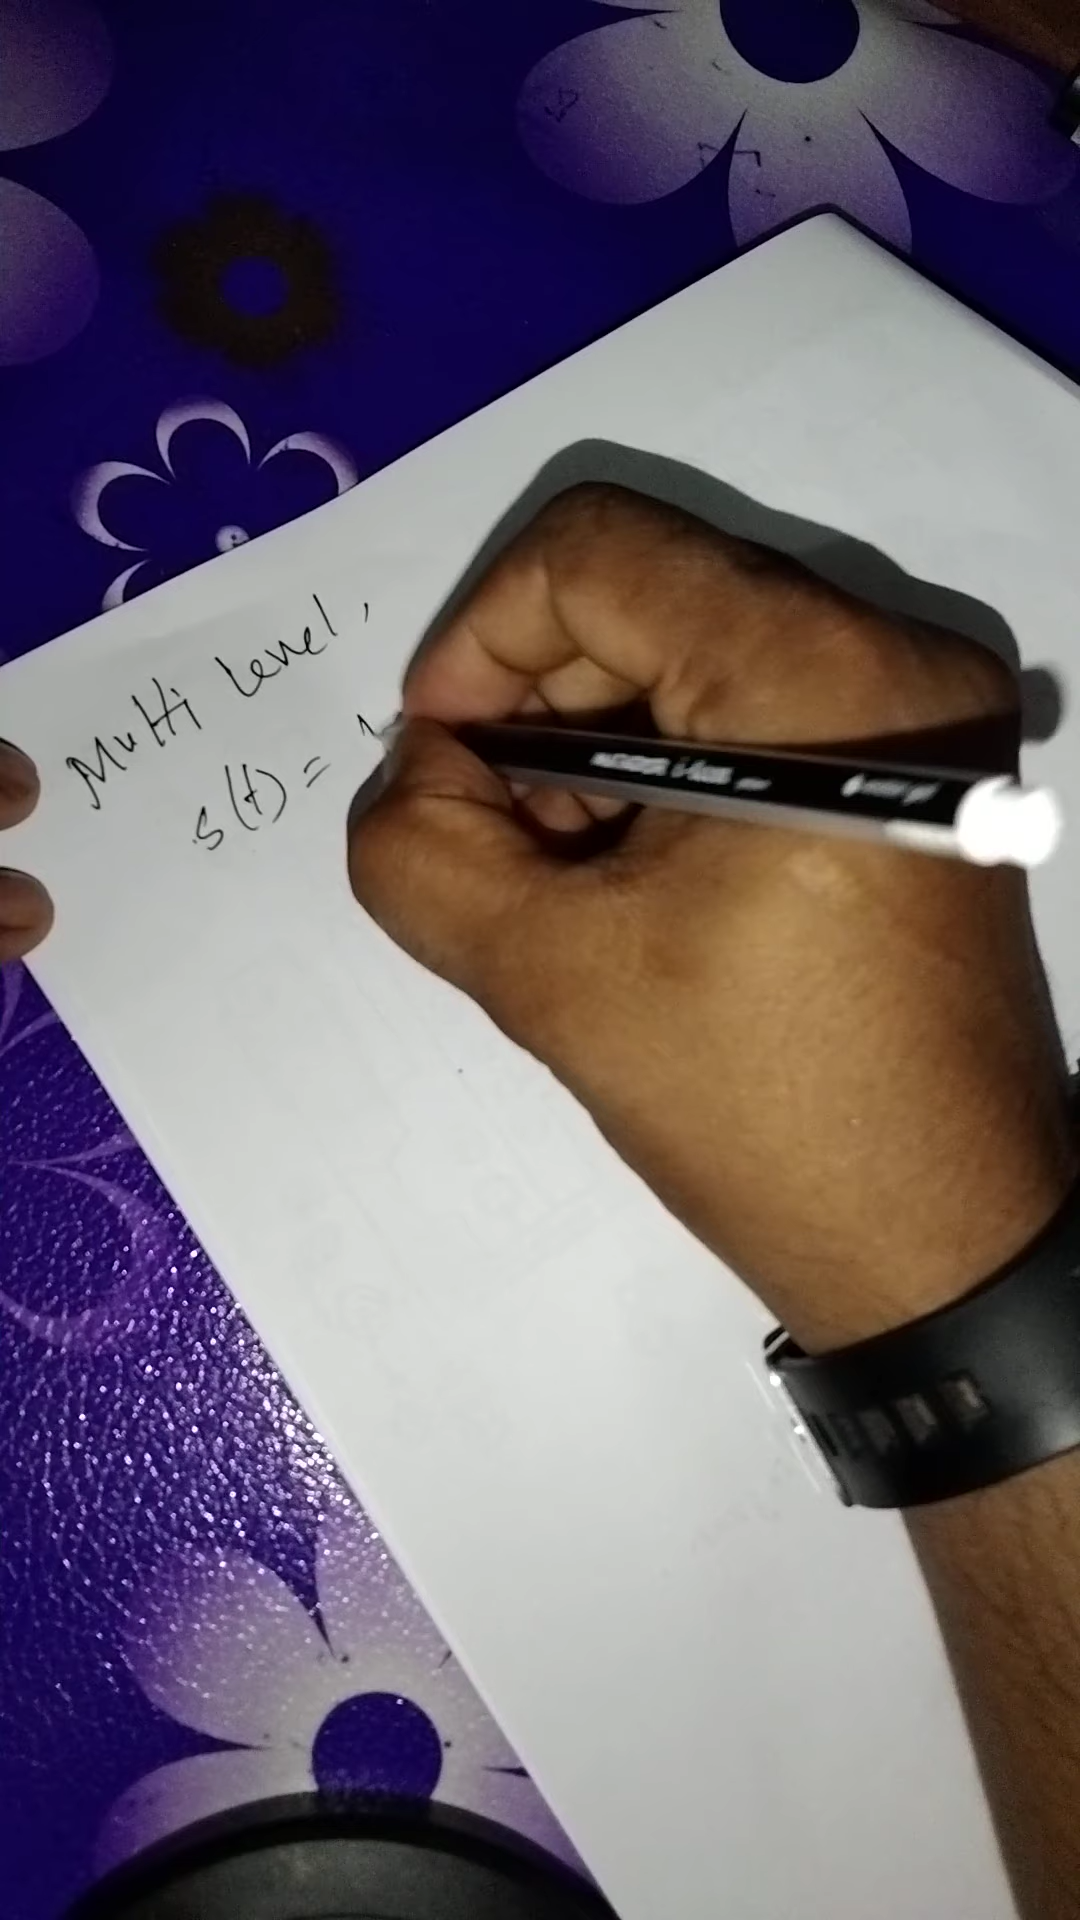 Multi level,
s(t) =